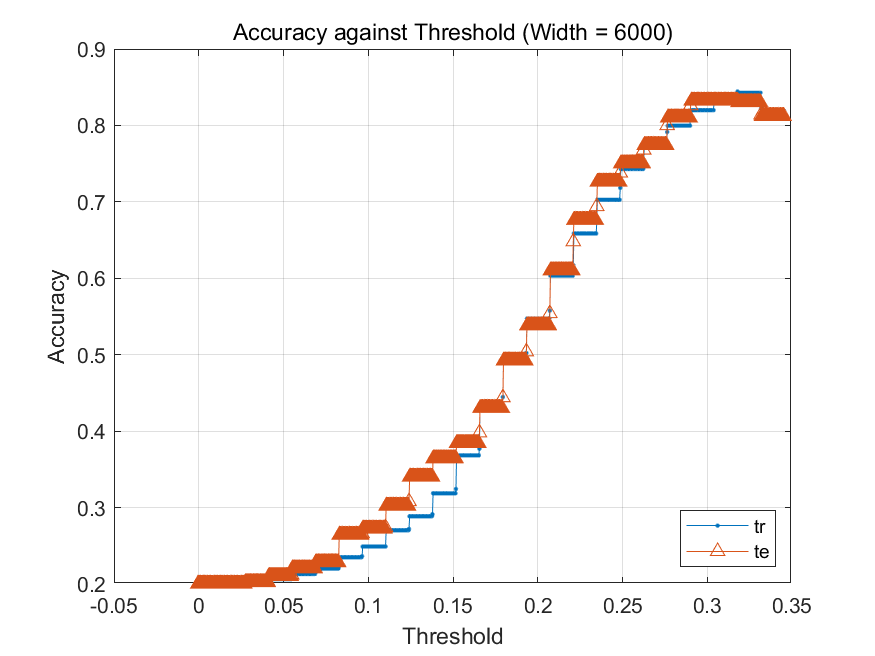 Accuracy against Threshold (Width = 6000)
0.9
0.8
0.7
0.6
0.5
0.4
0.3
0.2
Accuracy
-0.05 0 0.05 0.1 0.15 0.2 0.25 0.3 0.35
Threshold
tr
te